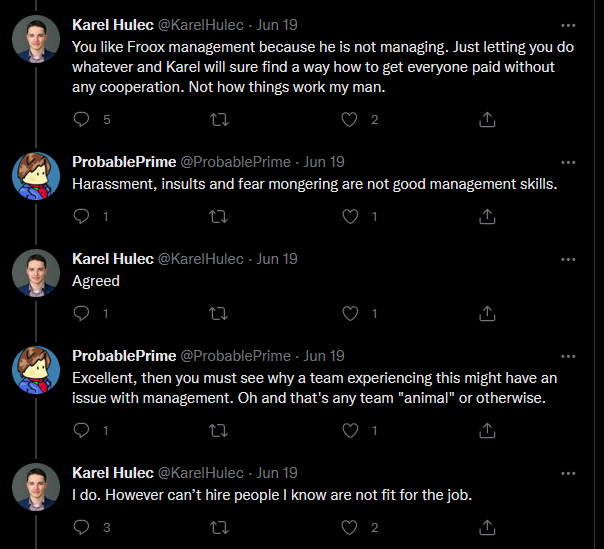 Karel Hulec @KarelHulec · Jun 19
You like Froox management because he is not managing. Just letting you do
whatever and Karel will sure find a way how to get everyone paid without
any cooperation. Not how things work my man.
5 2
ProbablePrime @ProbablePrime · Jun 19
Harassment, insults and fear mongering are not good management skills.
1 1
Karel Hulec @KarelHulec · Jun 19
Agreed
1 1
ProbablePrime @ProbablePrime · Jun 19
Excellent, then you must see why a team experiencing this might have an
issue with management. Oh and that's any team "animal" or otherwise.
1 1
Karel Hulec @KarelHulec · Jun 19
I do. However can’t hire people I know are not fit for the job.
3 2